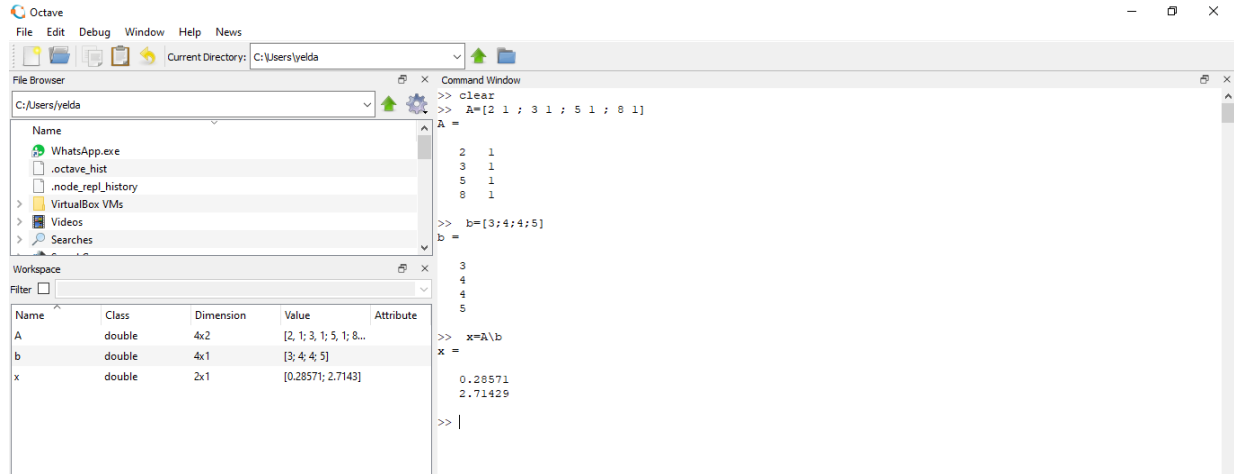 Octave
File Edit Debug Window Help News
Current Directory: C:\Users\yelda
File Browser
C:/Users/yelda
Name
WhatsApp.exe
.octave_hist
.node_repl_history
VirtualBox VMs
Videos
Searches
Workspace
Filter
Name Class Dimension Value Attribute
A double 4x2 [2, 1; 3, 1; 5, 1; 8...
b double 4x1 [3; 4; 4; 5]
x double 2x1 [0.28571; 2.7143]
Command Window
>> clear
>> A=[2 1 ; 3 1 ; 5 1 ; 8 1]
A =
2 1
3 1
5 1
8 1
>> b=[3;4;4;5]
b =
3
4
4
5
>> x=A\b
x =
0.28571
2.71429
>>